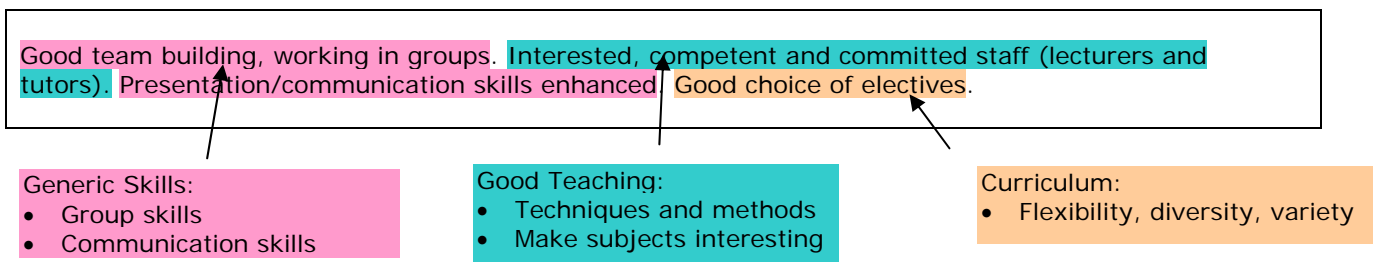 Good team building, working in groups. Interested, competent and committed staff (lecturers and
tutors). Presentation/communication skills enhanced. Good choice of electives.
Generic Skills:
• Group skills
• Communication skills
Good Teaching:
• Techniques and methods
• Make subjects interesting
Curriculum:
• Flexibility, diversity, variety